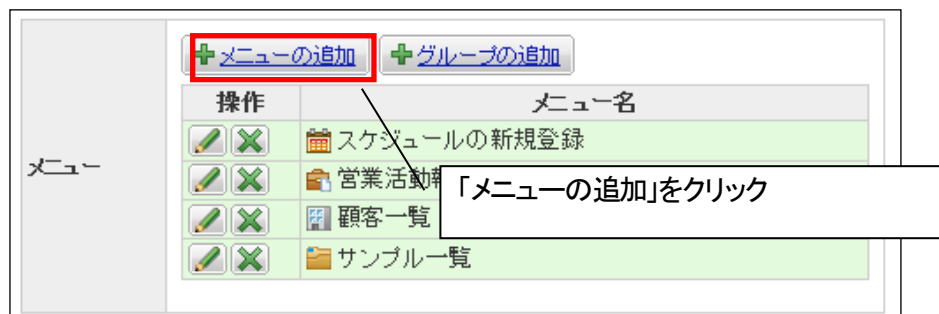 メニューの追加 グループの追加
操作 メニュー名
スケジュールの新規登録
メニュー
営業活動
「メニューの追加」をクリック
顧客一覧
サンプル一覧